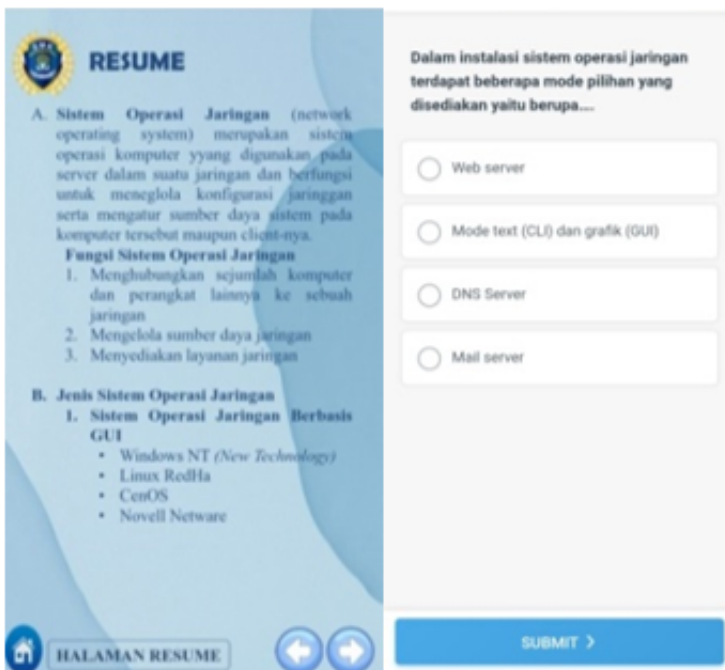 RESUME
A. Sistem Operasi Jaringan (network
operating system) merupakan sistem
operasi komputer yyang digunakan pada
server dalam suatu jaringan dan berfungsi
untuk meneglola konfigurasi jaringgan
serta mengatur sumber daya sistem pada
komputer tersebut maupun client-nya.
Fungsi Sistem Operasi Jaringan
1. Menghubungkan sejumlah komputer
dan perangkat lainnya ke sebuah
jaringan
2. Mengelola sumber daya jaringan
3. Menyediakan layanan jaringan
B. Jenis Sistem Operasi Jaringan
1. Sistem Operasi Jaringan Berbasis
GUI
• Windows NT (New Technology)
• Linux RedHa
• CenOS
• Novell Netware
HALAMAN RESUME
Dalam instalasi sistem operasi jaringan
terdapat beberapa mode pilihan yang
disediakan yaitu berupa....
Web server
Mode text (CLI) dan grafik (GUI)
DNS Server
Mail server
SUBMIT >